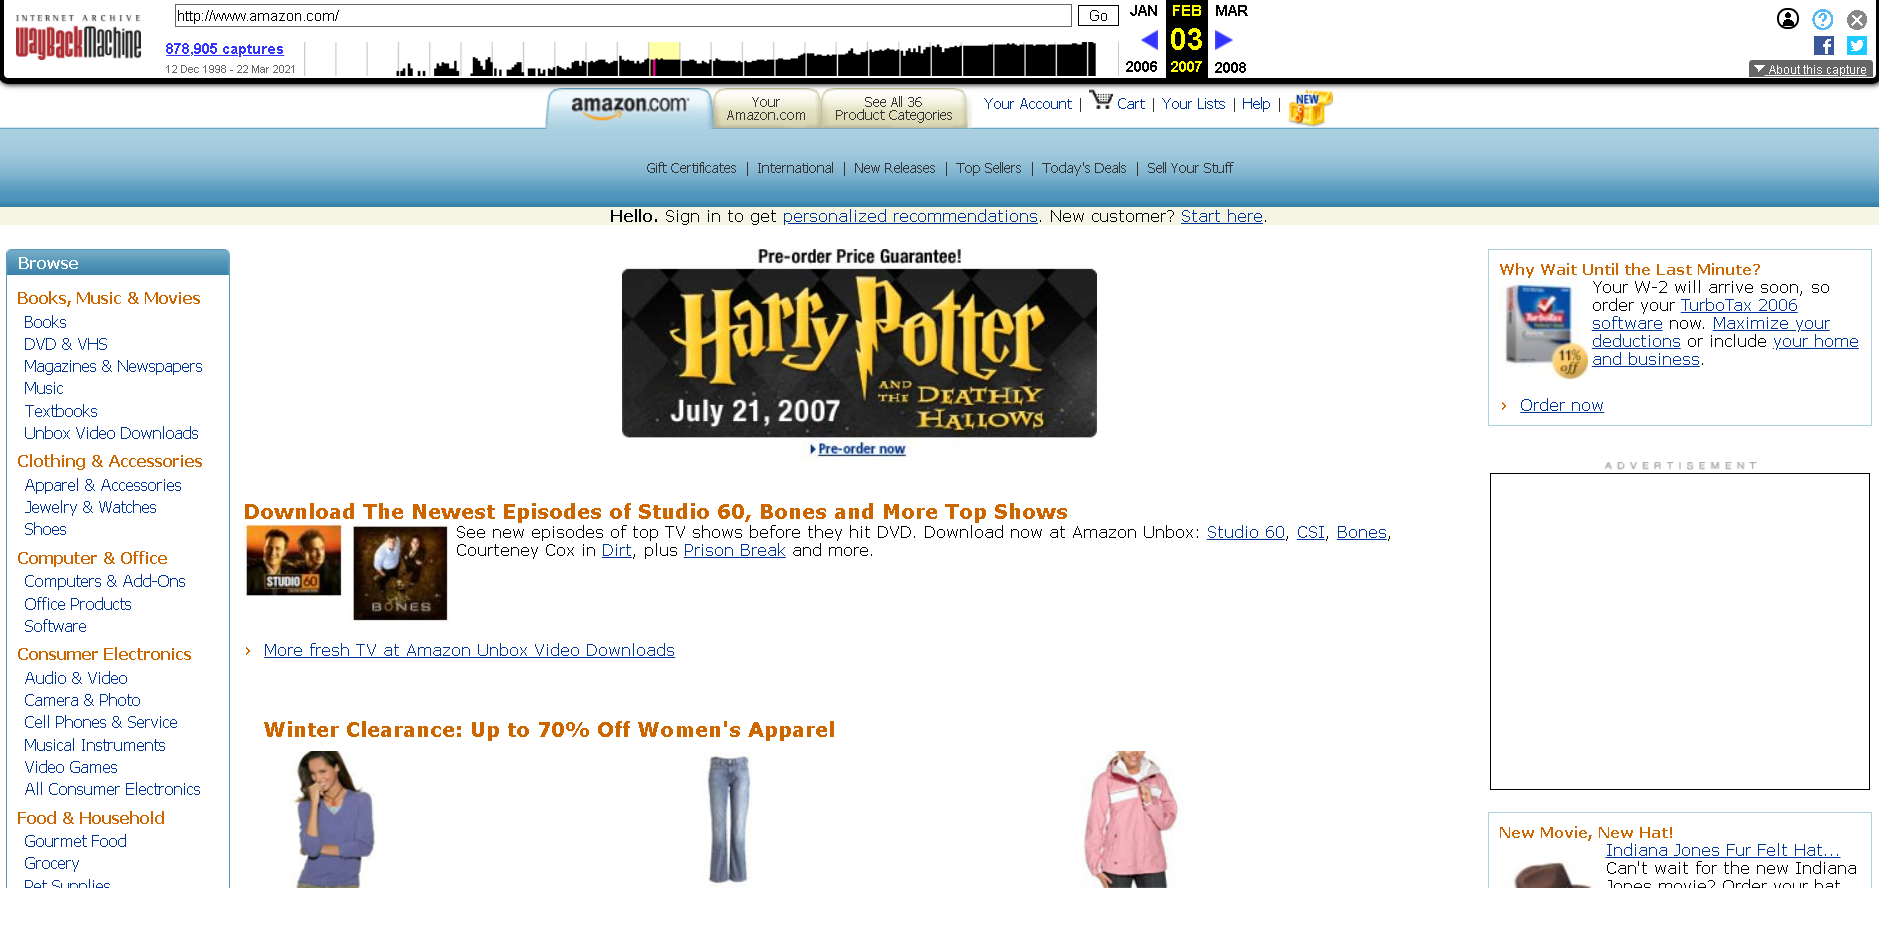 INTERNET ARCHIVE
WayBackMachine
http://www.amazon.com/
Go
878,905 captures
12 Dec 1998 - 22 Mar 2021
JAN FEB MAR
03
2006 2007 2008
About this capture
amazon.com
Your
Amazon.com
See All 36
Product Categories
Your Account | Cart | Your Lists | Help |
NEW
Gift Certificates | International | New Releases | Top Sellers | Today's Deals | Sell Your Stuff
Hello. Sign in to get personalized recommendations. New customer? Start here.
Browse
Books, Music & Movies
Books
DVD & VHS
Magazines & Newspapers
Music
Textbooks
Unbox Video Downloads
Clothing & Accessories
Apparel & Accessories
Jewelry & Watches
Shoes
Computer & Office
Computers & Add-Ons
Office Products
Software
Consumer Electronics
Audio & Video
Camera & Photo
Cell Phones & Service
Musical Instruments
Video Games
All Consumer Electronics
Food & Household
Gourmet Food
Grocery
Pet Supplies
Pre-order Price Guarantee!
Harry Potter
AND
THE DEATHLY
HALLOWS
July 21, 2007
Pre-order now
Download The Newest Episodes of Studio 60, Bones and More Top Shows
STUDIO 60
BONES
See new episodes of top TV shows before they hit DVD. Download now at Amazon Unbox: Studio 60, CSI, Bones,
Courteney Cox in Dirt, plus Prison Break and more.
› More fresh TV at Amazon Unbox Video Downloads
Winter Clearance: Up to 70% Off Women's Apparel
Why Wait Until the Last Minute?
TurboTax
11%
off
Your W-2 will arrive soon, so
order your TurboTax 2006
software now. Maximize your
deductions or include your home
and business.
› Order now
ADVERTISEMENT
New Movie, New Hat!
Indiana Jones Fur Felt Hat...
Can't wait for the new Indiana
Jones movie? Order your hat